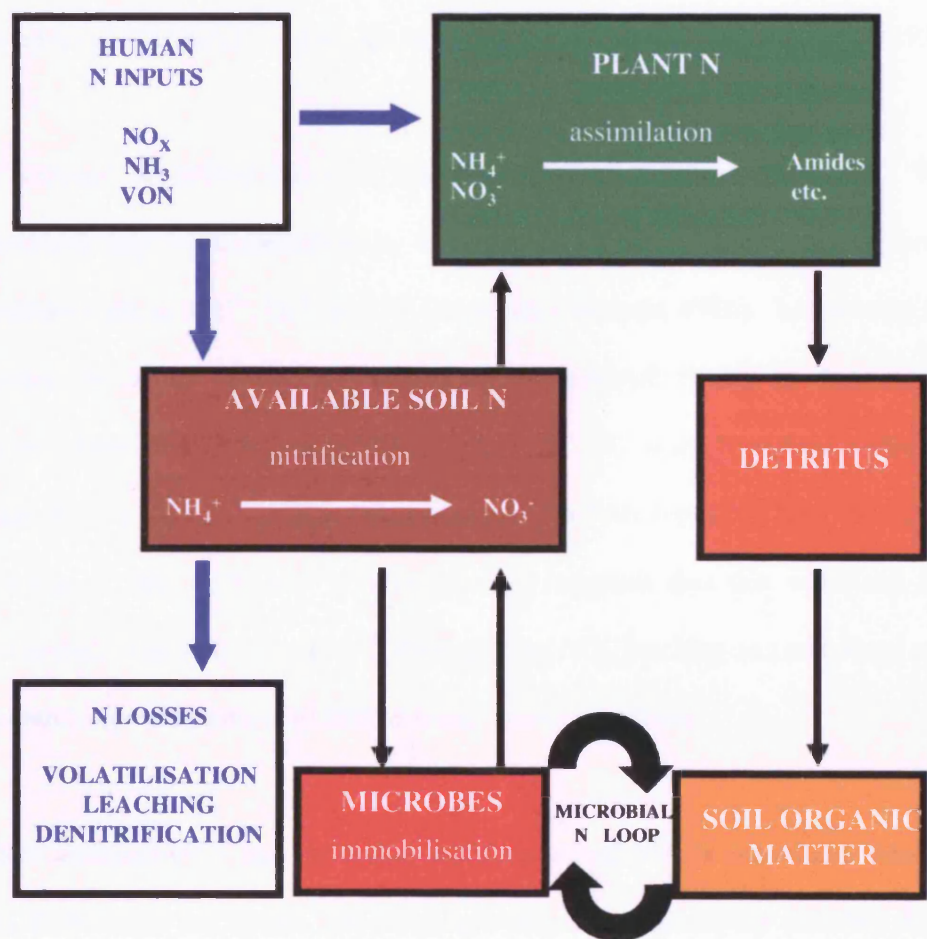 HUMAN
N INPUTS
NOₓ
NH₃
VON
PLANT N
assimilation
NH₄⁺
NO₃⁻
Amides
etc.
AVAILABLE SOIL N
nitrification
NH₄⁺
NO₃⁻
DETRITUS
N LOSSES
VOLATILISATION
LEACHING
DENITRIFICATION
MICROBES
immobilisation
MICROBIAL
N LOOP
SOIL ORGANIC
MATTER